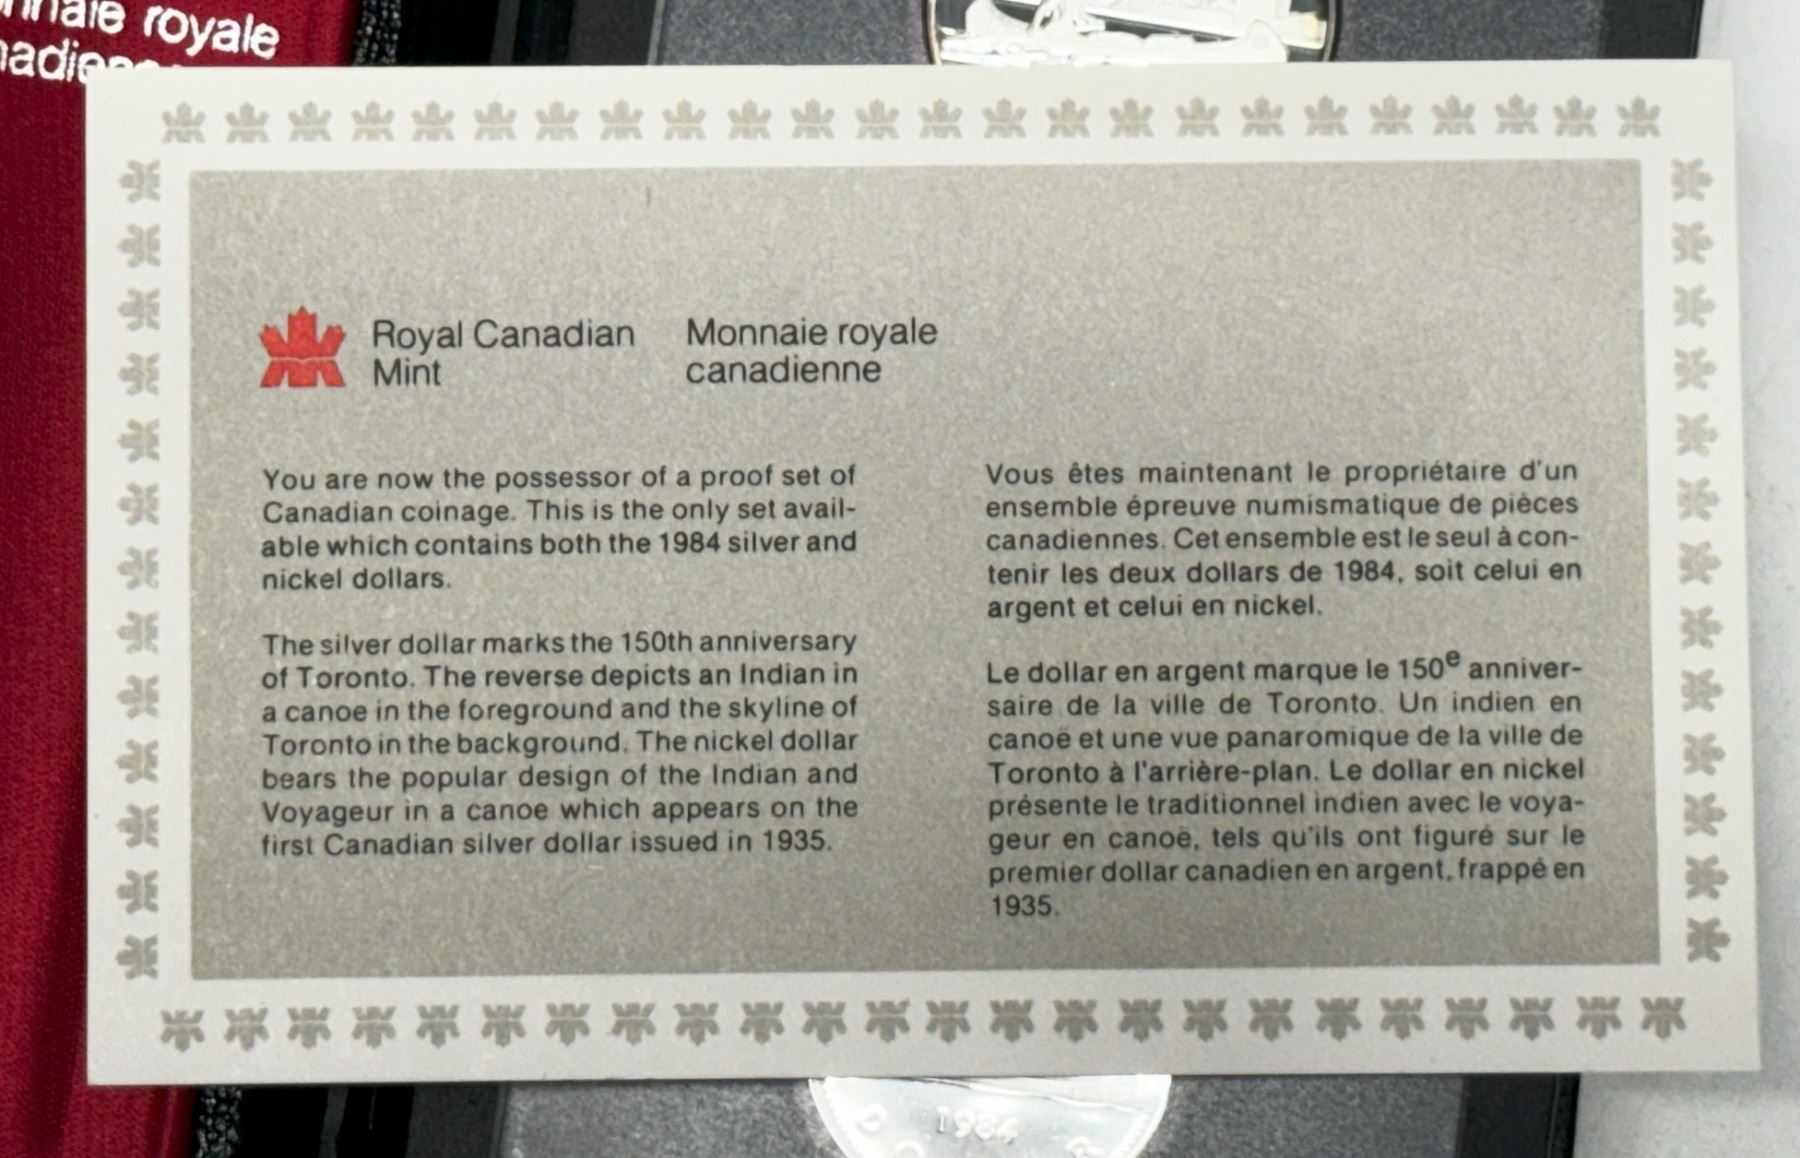 royale
Royal Canadian
Mint
Monnaie royale
canadienne
You are now the possessor of a proof set of
Canadian coinage. This is the only set avail-
able which contains both the 1984 silver and
nickel dollars.
The silver dollar marks the 150th anniversary
of Toronto. The reverse depicts an Indian in
a canoe in the foreground and the skyline of
Toronto in the background. The nickel dollar
bears the popular design of the Indian and
Voyageur in a canoe which appears on the
first Canadian silver dollar issued in 1935.
Vous êtes maintenant le propriétaire d'un
ensemble épreuve numismatique de pièces
canadiennes. Cet ensemble est le seul à con-
tenir les deux dollars de 1984, soit celui en
argent et celui en nickel.
Le dollar en argent marque le 150e anniver-
saire de la ville de Toronto. Un indien en
canoë et une vue panaromique de la ville de
Toronto à l'arrière-plan. Le dollar en nickel
présente le traditionnel indien avec le voya-
geur en canoë, tels qu'ils ont figuré sur le
premier dollar canadien en argent, frappé en
1935.
1984